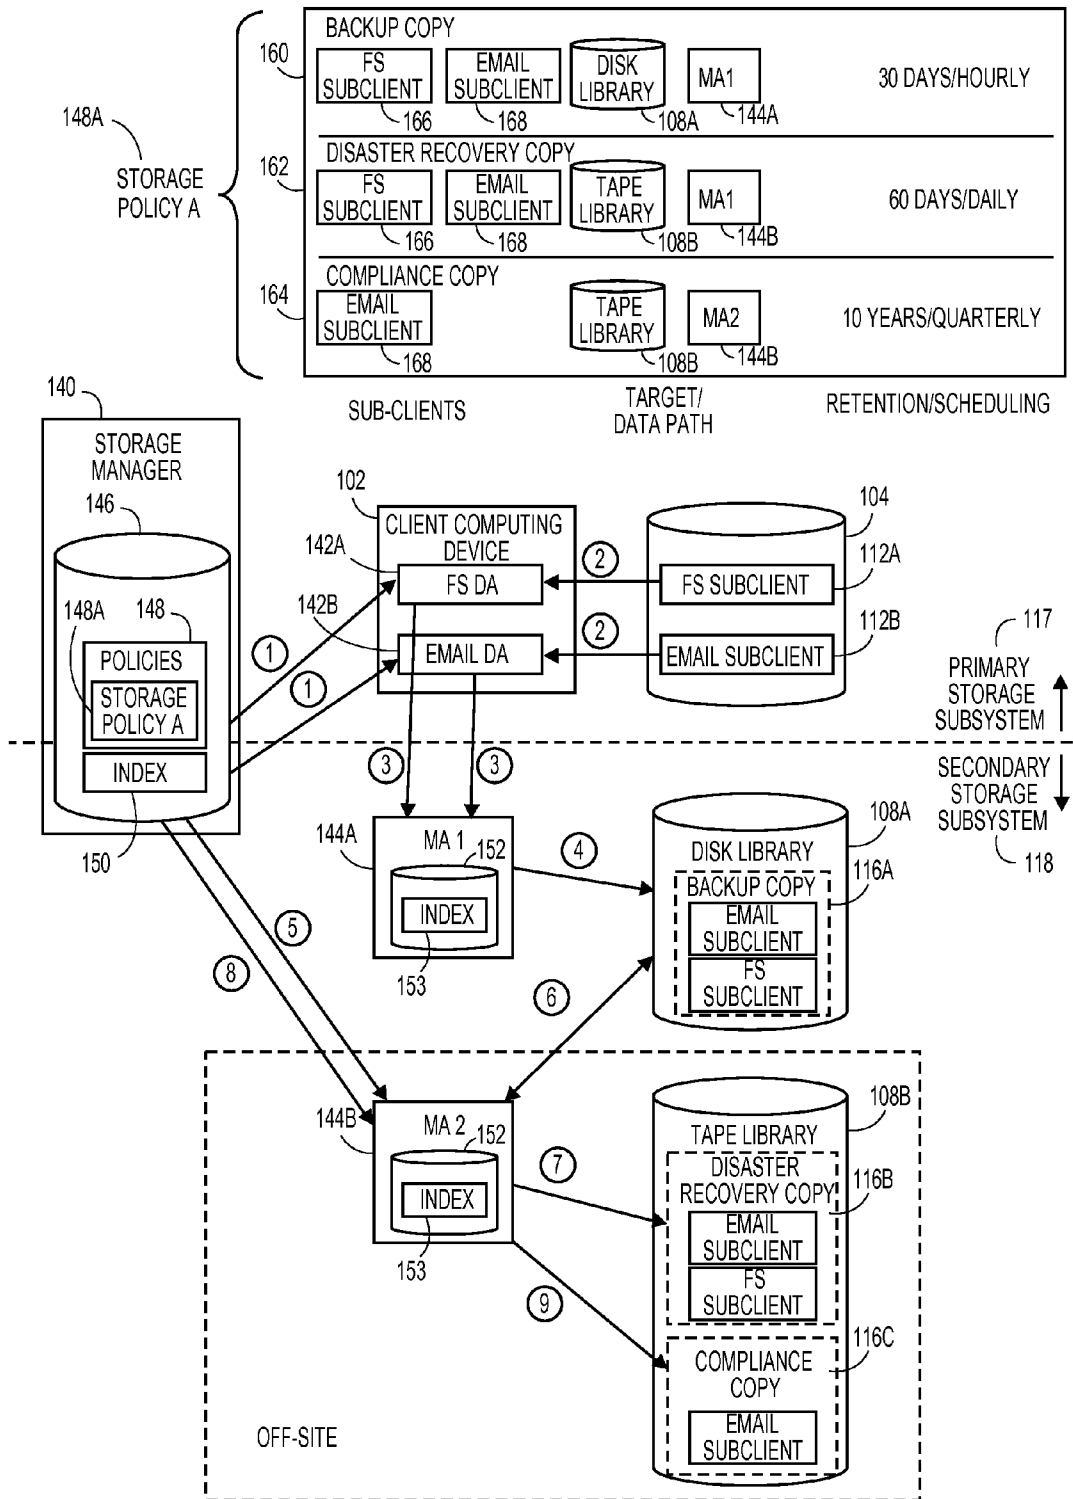 BACKUP COPY
160
FS SUBCLIENT
166
EMAIL SUBCLIENT
168
DISK LIBRARY
108A
MA1
144A
30 DAYS/HOURLY
148A
STORAGE POLICY A
DISASTER RECOVERY COPY
162
FS SUBCLIENT
166
EMAIL SUBCLIENT
168
TAPE LIBRARY
108B
MA1
144B
60 DAYS/DAILY
COMPLIANCE COPY
164
EMAIL SUBCLIENT
168
TAPE LIBRARY
108B
MA2
144B
10 YEARS/QUARTERLY
SUB-CLIENTS
TARGET/
DATA PATH
RETENTION/SCHEDULING
140
STORAGE
MANAGER
146
148A
148
POLICIES
STORAGE
POLICY A
INDEX
150
102
CLIENT COMPUTING
DEVICE
142A
FS DA
142B
EMAIL DA
1
1
2
2
104
FS SUBCLIENT
112A
EMAIL SUBCLIENT
112B
117
PRIMARY
STORAGE
SUBSYSTEM
SECONDARY
STORAGE
SUBSYSTEM
118
3
3
144A
MA 1
152
INDEX
153
4
108A
DISK LIBRARY
BACKUP COPY
116A
EMAIL
SUBCLIENT
FS
SUBCLIENT
5
8
6
144B
MA 2
152
INDEX
153
7
9
108B
TAPE LIBRARY
DISASTER
RECOVERY COPY
116B
EMAIL
SUBCLIENT
FS
SUBCLIENT
116C
COMPLIANCE
COPY
EMAIL
SUBCLIENT
OFF-SITE